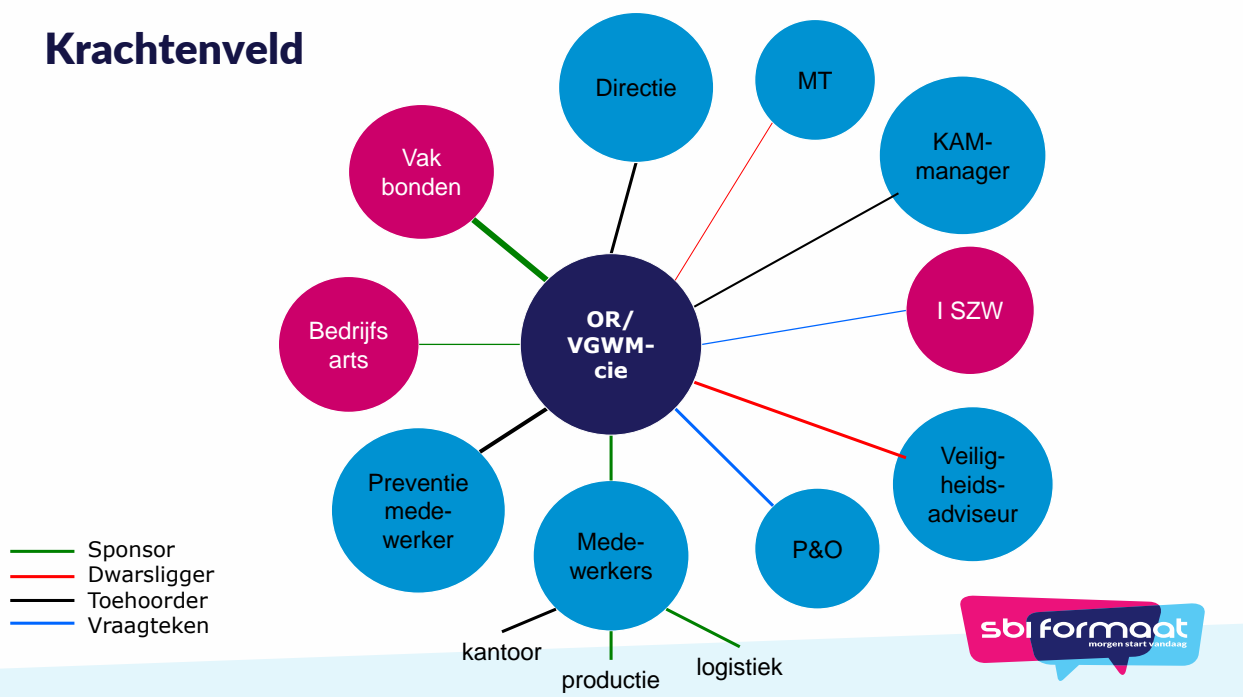 Krachtenveld
Directie
MT
KAM-
manager
Vak
bonden
I SZW
Bedrijfs
arts
OR/
VGWM-
cie
Veilig-
heids-
adviseur
Preventie
mede-
werker
Mede-
werkers
P&O
Sponsor
Dwarsligger
Toehoorder
Vraagteken
kantoor
productie
logistiek
sbi formaat
morgen start vandaag